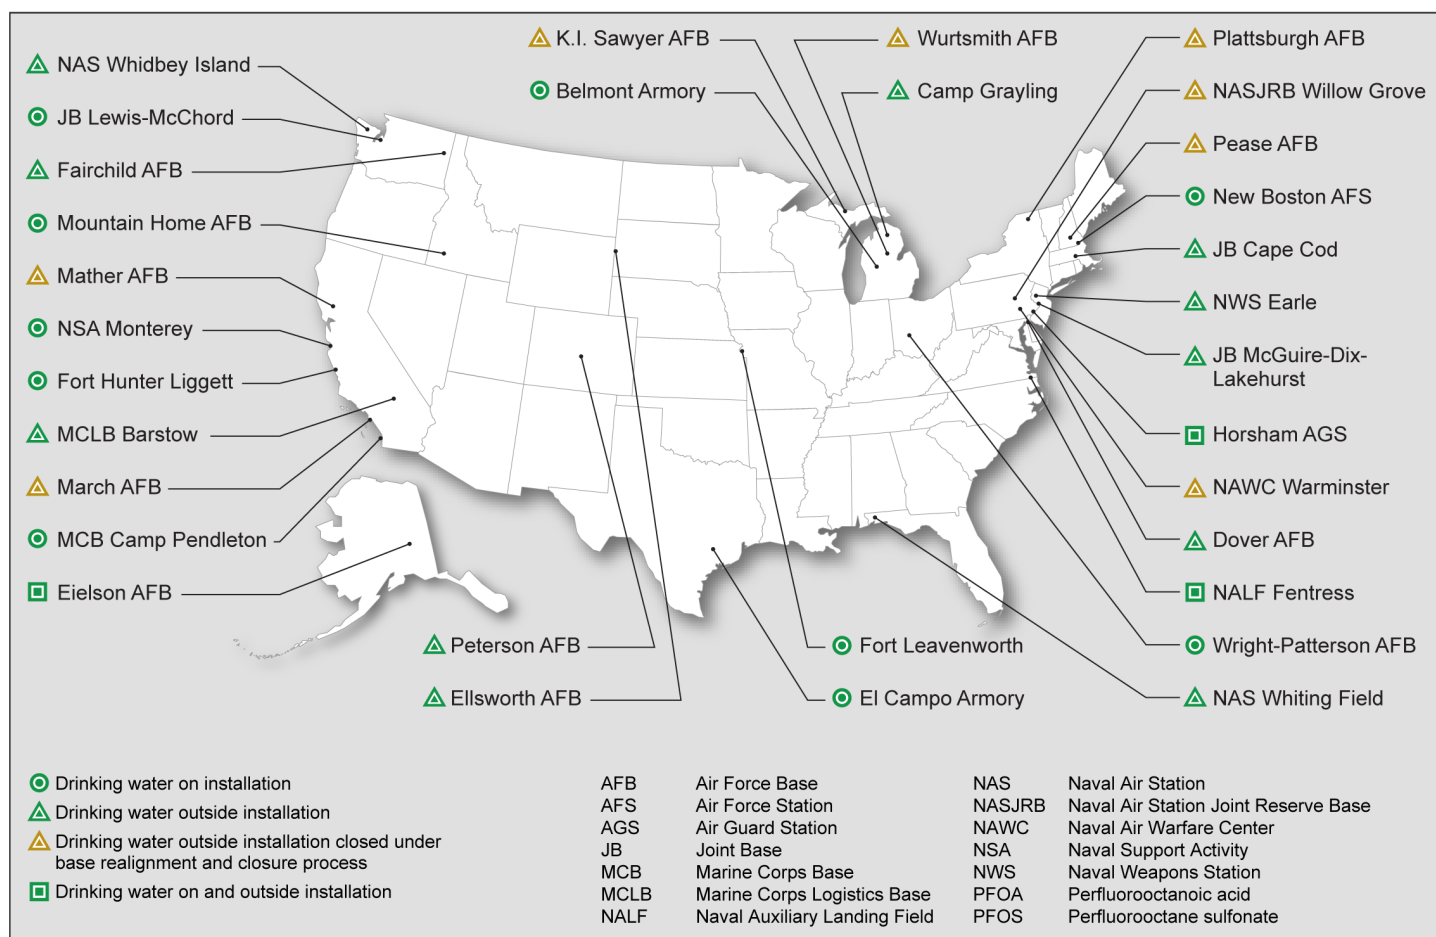 NAS Whidbey Island
JB Lewis-McChord
Fairchild AFB
Mountain Home AFB
Mather AFB
NSA Monterey
Fort Hunter Liggett
MCLB Barstow
March AFB
MCB Camp Pendleton
Eielson AFB
K.I. Sawyer AFB
Belmont Armory
Wurtsmith AFB
Camp Grayling
Plattsburgh AFB
NASJRB Willow Grove
Pease AFB
New Boston AFS
JB Cape Cod
NWS Earle
JB McGuire-Dix-
Lakehurst
Horsham AGS
NAWC Warminster
Dover AFB
NALF Fentress
Wright-Patterson AFB
NAS Whiting Field
Peterson AFB
Ellsworth AFB
Fort Leavenworth
El Campo Armory
Drinking water on installation
Drinking water outside installation
Drinking water outside installation closed under
base realignment and closure process
Drinking water on and outside installation
AFB Air Force Base
AFS Air Force Station
AGS Air Guard Station
JB Joint Base
MCB Marine Corps Base
MCLB Marine Corps Logistics Base
NALF Naval Auxiliary Landing Field
NAS Naval Air Station
NASJRB Naval Air Station Joint Reserve Base
NAWC Naval Air Warfare Center
NSA Naval Support Activity
NWS Naval Weapons Station
PFOA Perfluorooctanoic acid
PFOS Perfluorooctane sulfonate